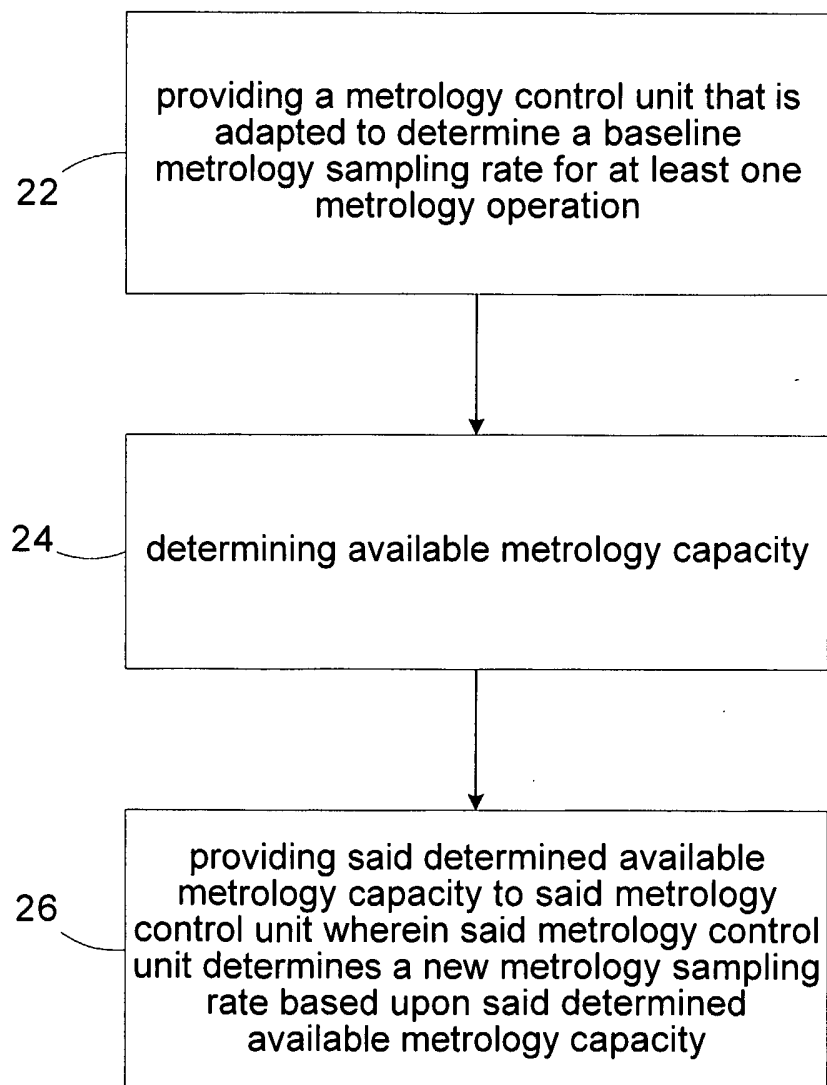 providing a metrology control unit that is
adapted to determine a baseline
metrology sampling rate for at least one
metrology operation
22
24
determining available metrology capacity
providing said determined available
metrology capacity to said metrology
control unit wherein said metrology control
unit determines a new metrology sampling
rate based upon said determined
available metrology capacity
26